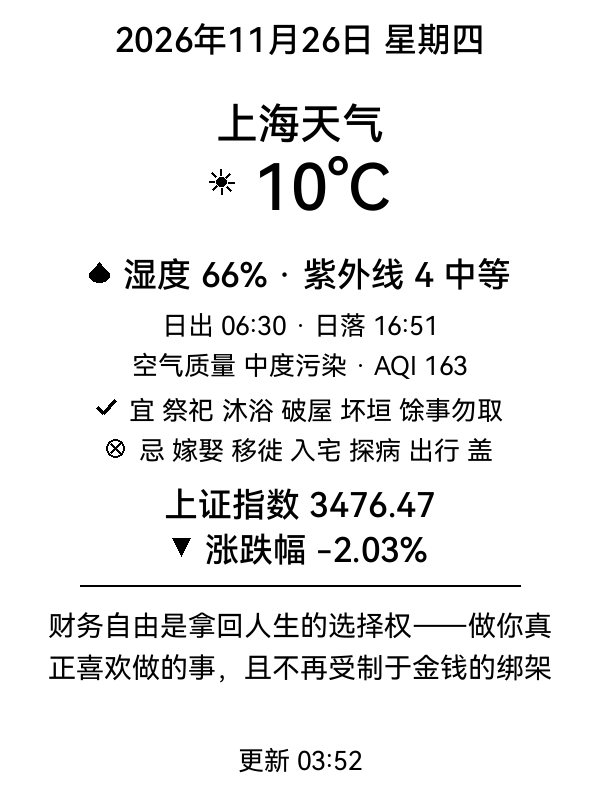 2026年11月26日 星期四
上海天气
10°C
湿度 66% · 紫外线 4 中等
日出 06:30 · 日落 16:51
空气质量 中度污染 · AQI 163
宜 祭祀 沐浴 破屋 坏垣 馀事勿取
忌 嫁娶 移徙 入宅 探病 出行 盖
上证指数 3476.47
▼ 涨跌幅 -2.03%
财务自由是拿回人生的选择权——做你真
正喜欢做的事，且不再受制于金钱的绑架
更新 03:52